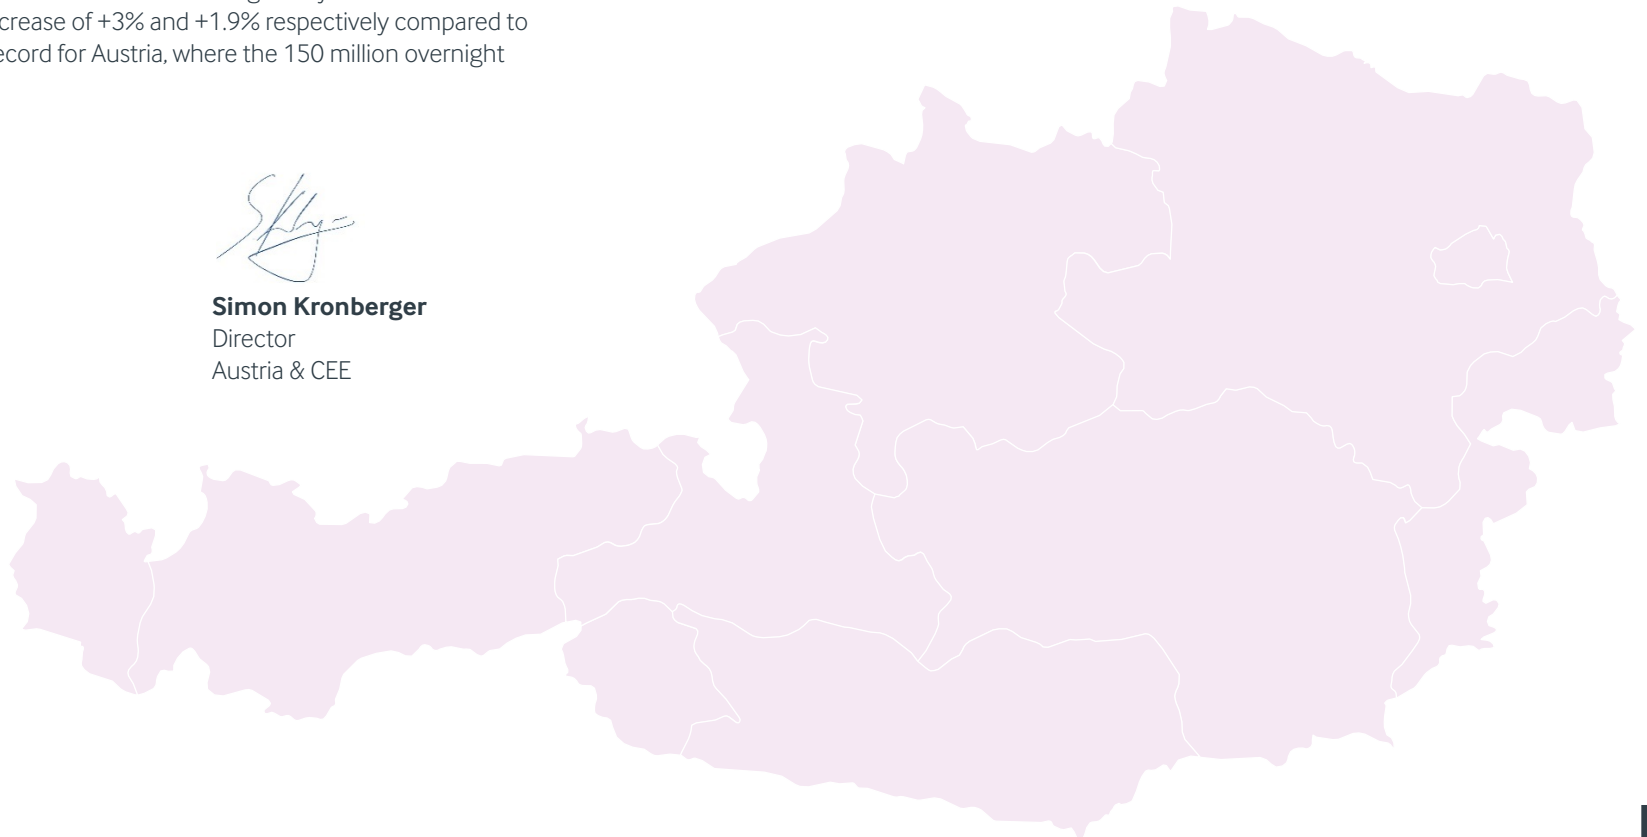 crease of +3% and +1.9% respectively compared to
ecord for Austria, where the 150 million overnight
Simon Kronberger
Director
Austria & CEE